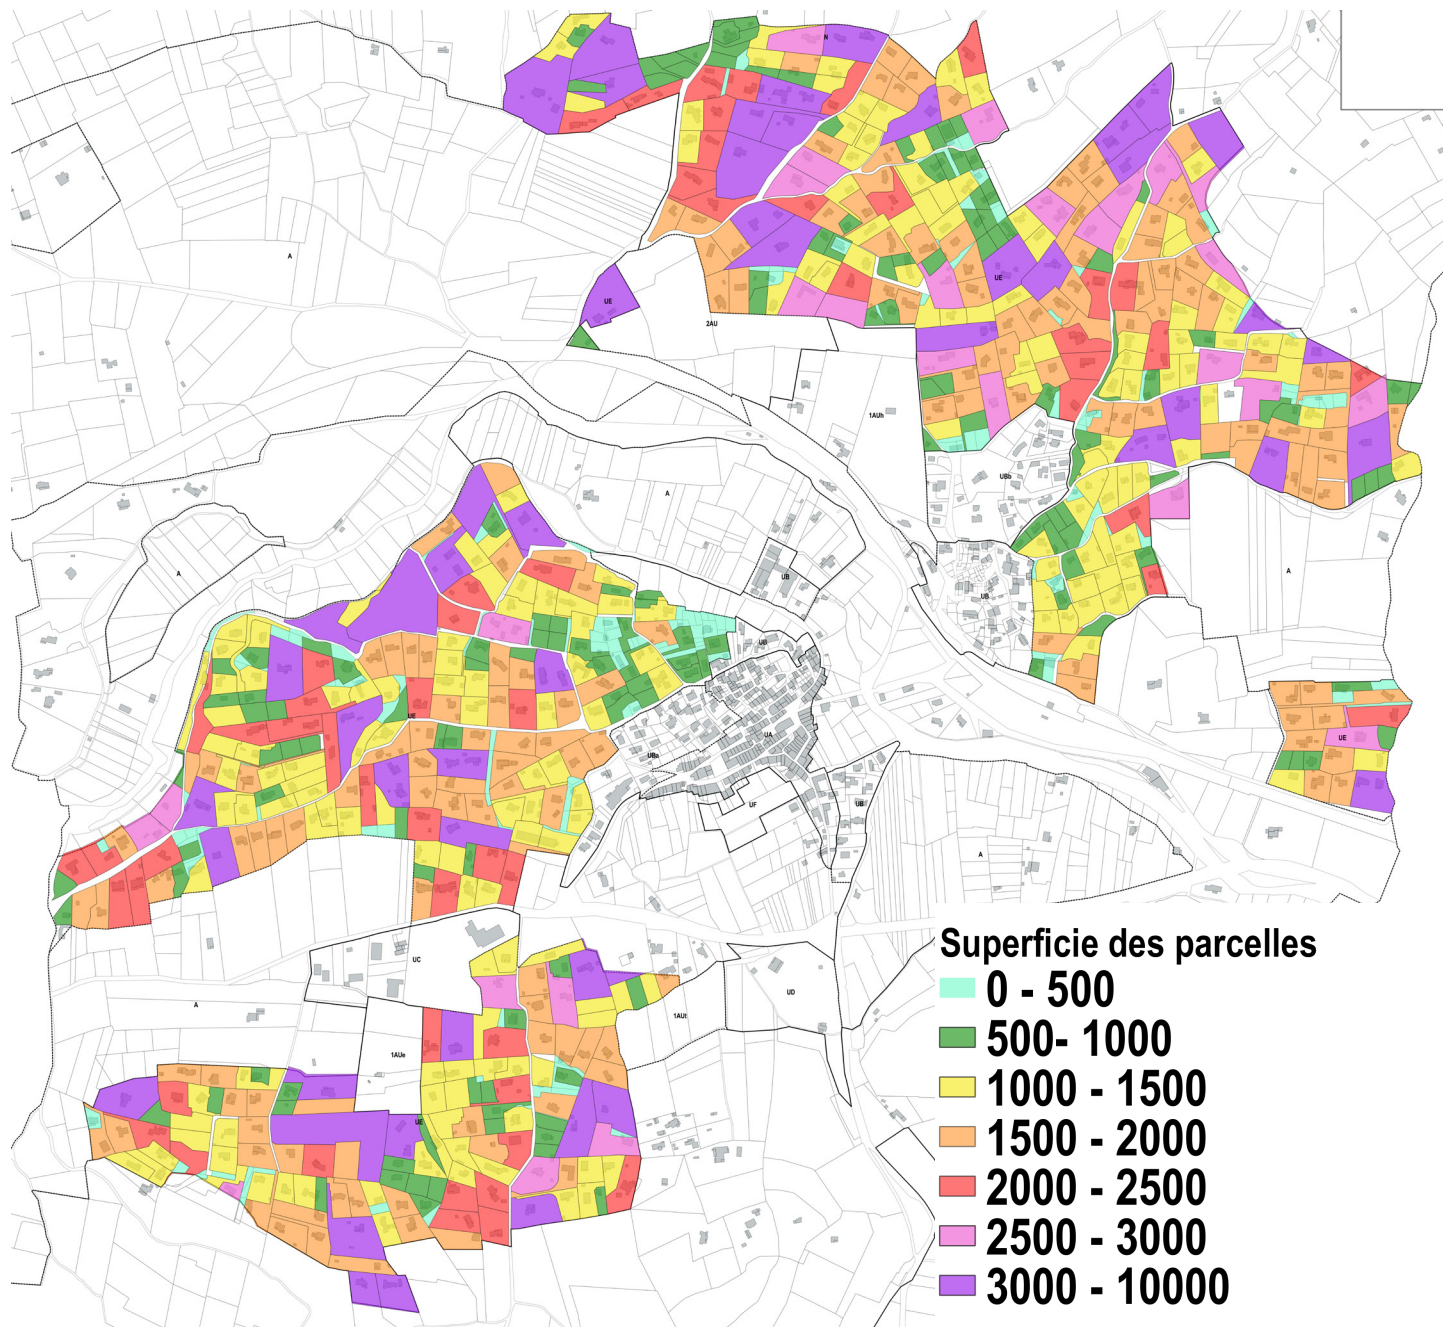 N
A
UE
UE
2AU
1AUh
UBb
A
A
UB
A
UB
UB
UE
UE
UA
UBa
UF
UB
A
UC
UD
A
1AUt
1AUe
UE
Superficie des parcelles
0 - 500
500- 1000
1000 - 1500
1500 - 2000
2000 - 2500
2500 - 3000
3000 - 10000